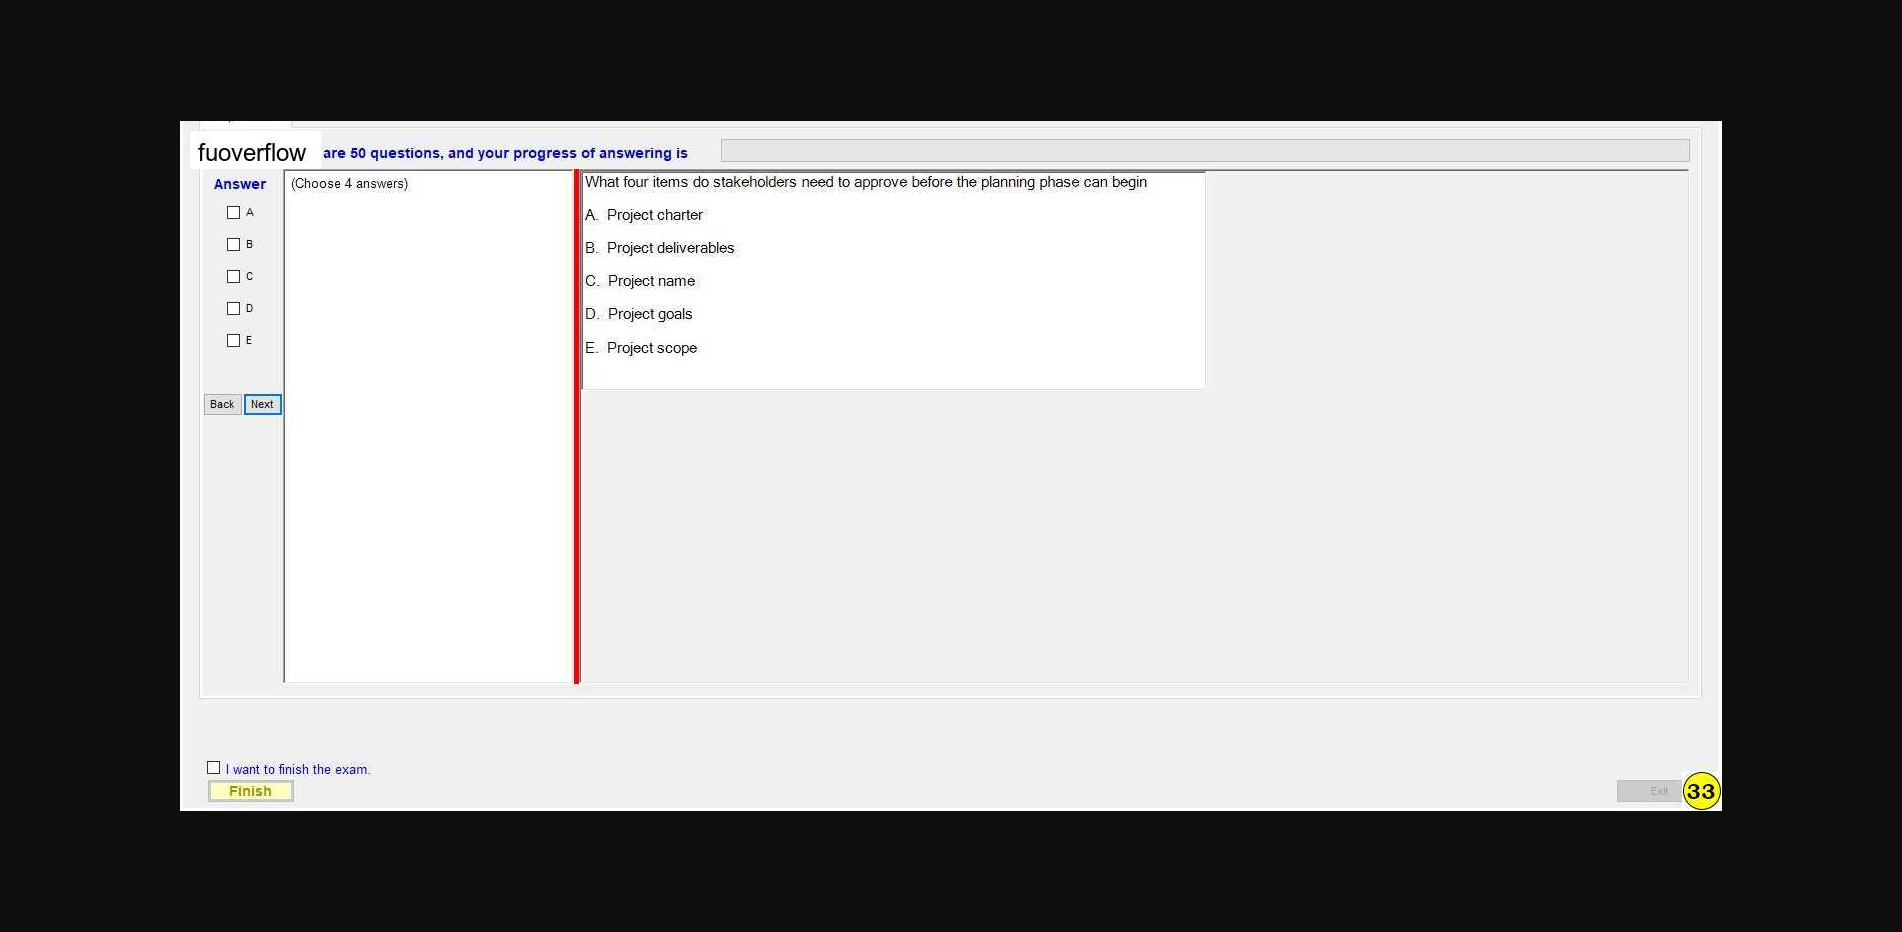 fuoverflow are 50 questions, and your progress of answering is
Answer
(Choose 4 answers)
A
B
C
D
E
Back Next
What four items do stakeholders need to approve before the planning phase can begin
A. Project charter
B. Project deliverables
C. Project name
D. Project goals
E. Project scope
I want to finish the exam.
Finish
Exit
33